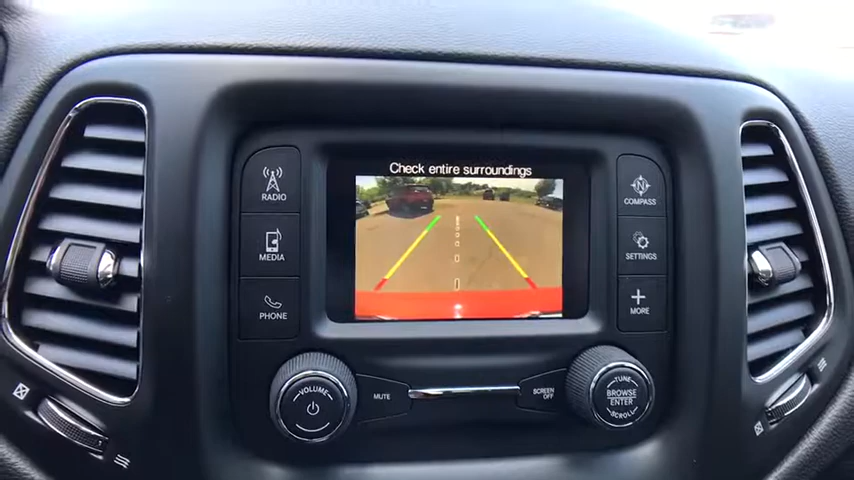 Check entire surroundings
RADIO
MEDIA
PHONE
COMPASS
SETTINGS
MORE
VOLUME
MUTE
SCREEN
OFF
TUNE
BROWSE
ENTER
SCROLL